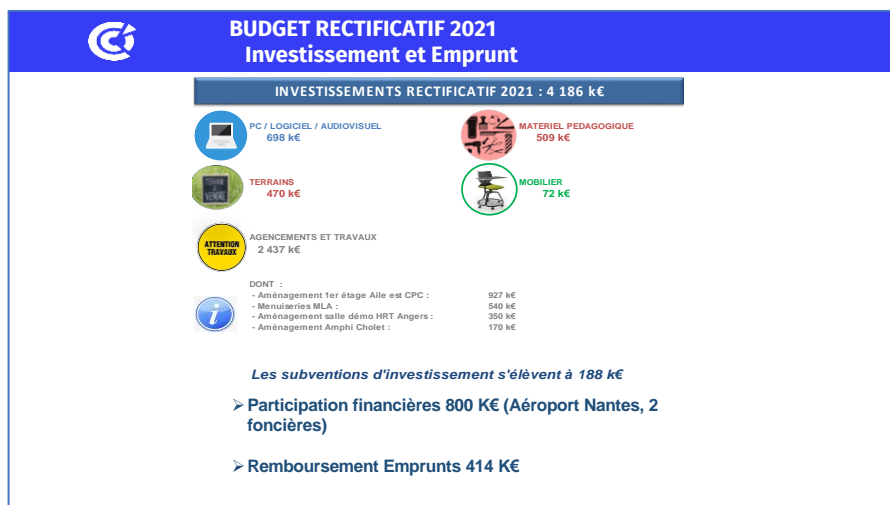 BUDGET RECTIFICATIF 2021
Investissement et Emprunt
INVESTISSEMENTS RECTIFICATIF 2021 : 4 186 k€
PC / LOGICIEL / AUDIOVISUEL
698 k€
MATERIEL PEDAGOGIQUE
509 k€
TERRAINS
470 k€
MOBILIER
72 k€
ATTENTION
TRAVAUX
AGENCEMENTS ET TRAVAUX
2 437 k€
DONT :
- Aménagement 1er étage Aile est CPC : 927 k€
- Menuiseries MLA : 540 k€
- Aménagement salle démo HRT Angers : 350 k€
- Aménagement Amphi Cholet : 170 k€
Les subventions d'investissement s'élèvent à 188 k€
➢ Participation financières 800 K€ (Aéroport Nantes, 2
foncières)
➢ Remboursement Emprunts 414 K€